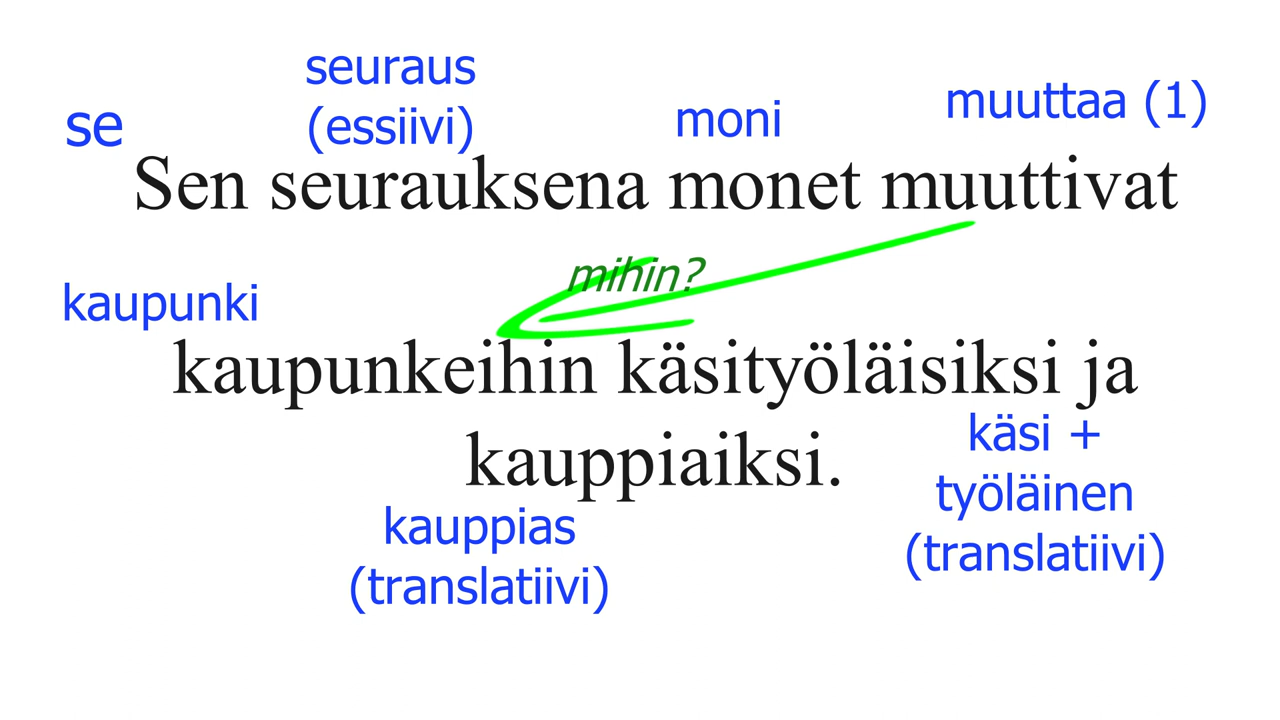 seuraus
se
(essiivi)
moni
muuttaa (1)
Sen seurauksena monet muuttivat
mihin?
kaupunki
kaupunkeihin käsityöläisiksi ja
kauppiaiksi.
käsi +
työläinen
(translatiivi)
kauppias
(translatiivi)